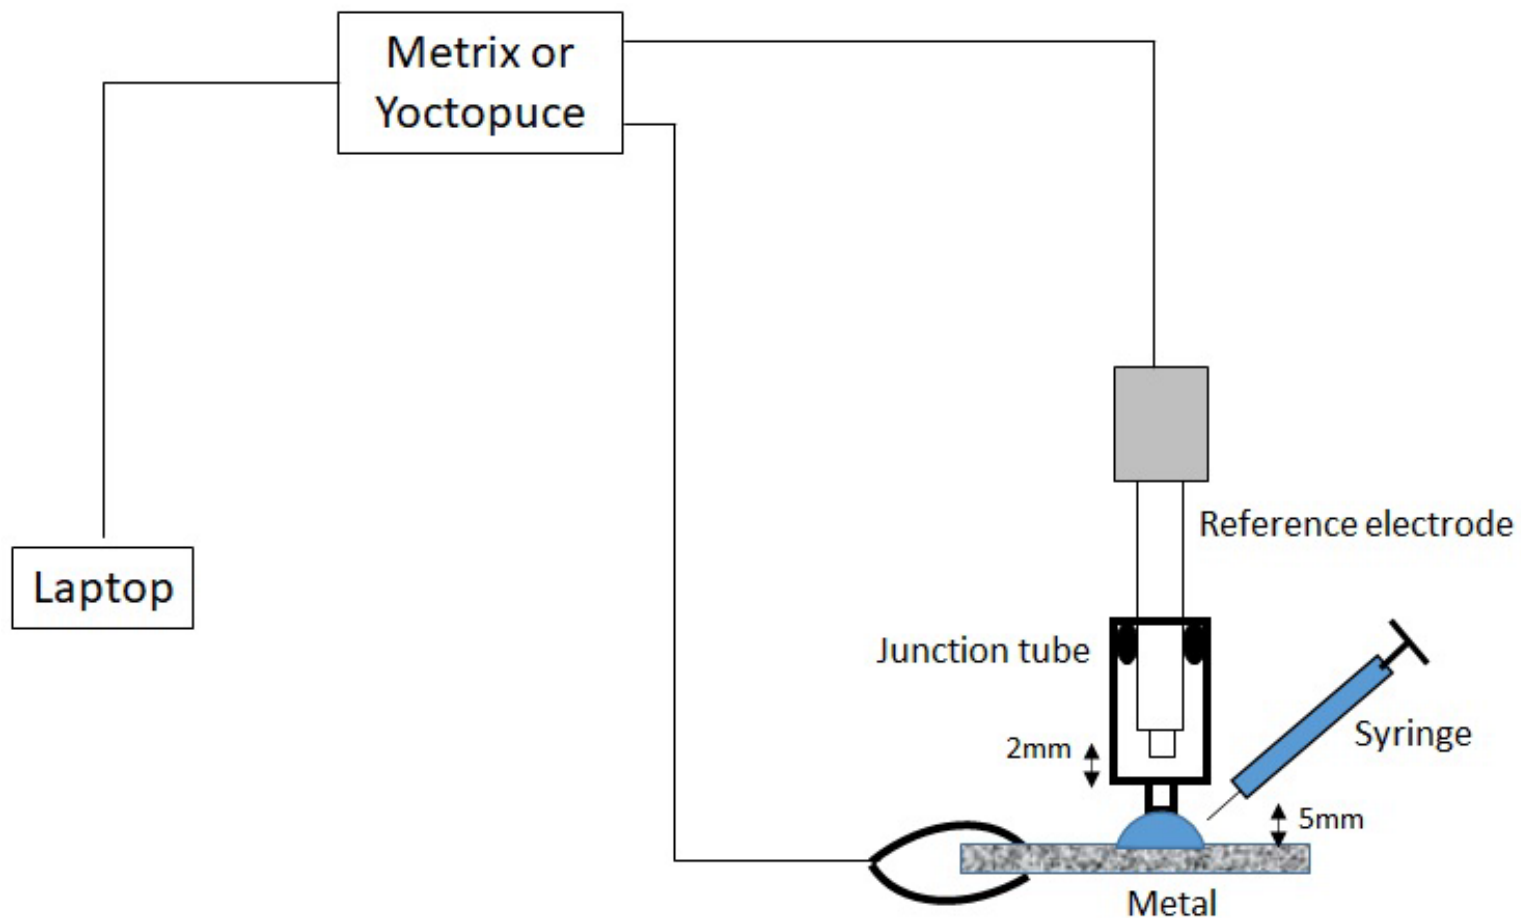 Metrix or
Yoctopuce
Laptop
Reference electrode
Junction tube
Syringe
2mm
5mm
Metal